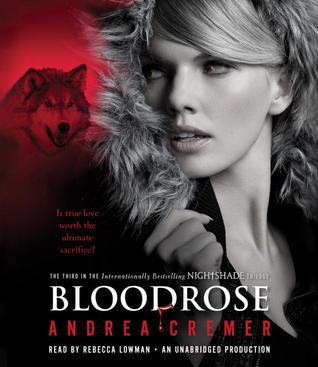 Is true love
worth the
ultimate
sacrifice?
THE THIRD IN THE Internationally Bestselling NIGHTSHADE TRILOGY
BLOODROSE
ANDREA CREMER
READ BY REBECCA LOWMAN • AN UNABRIDGED PRODUCTION